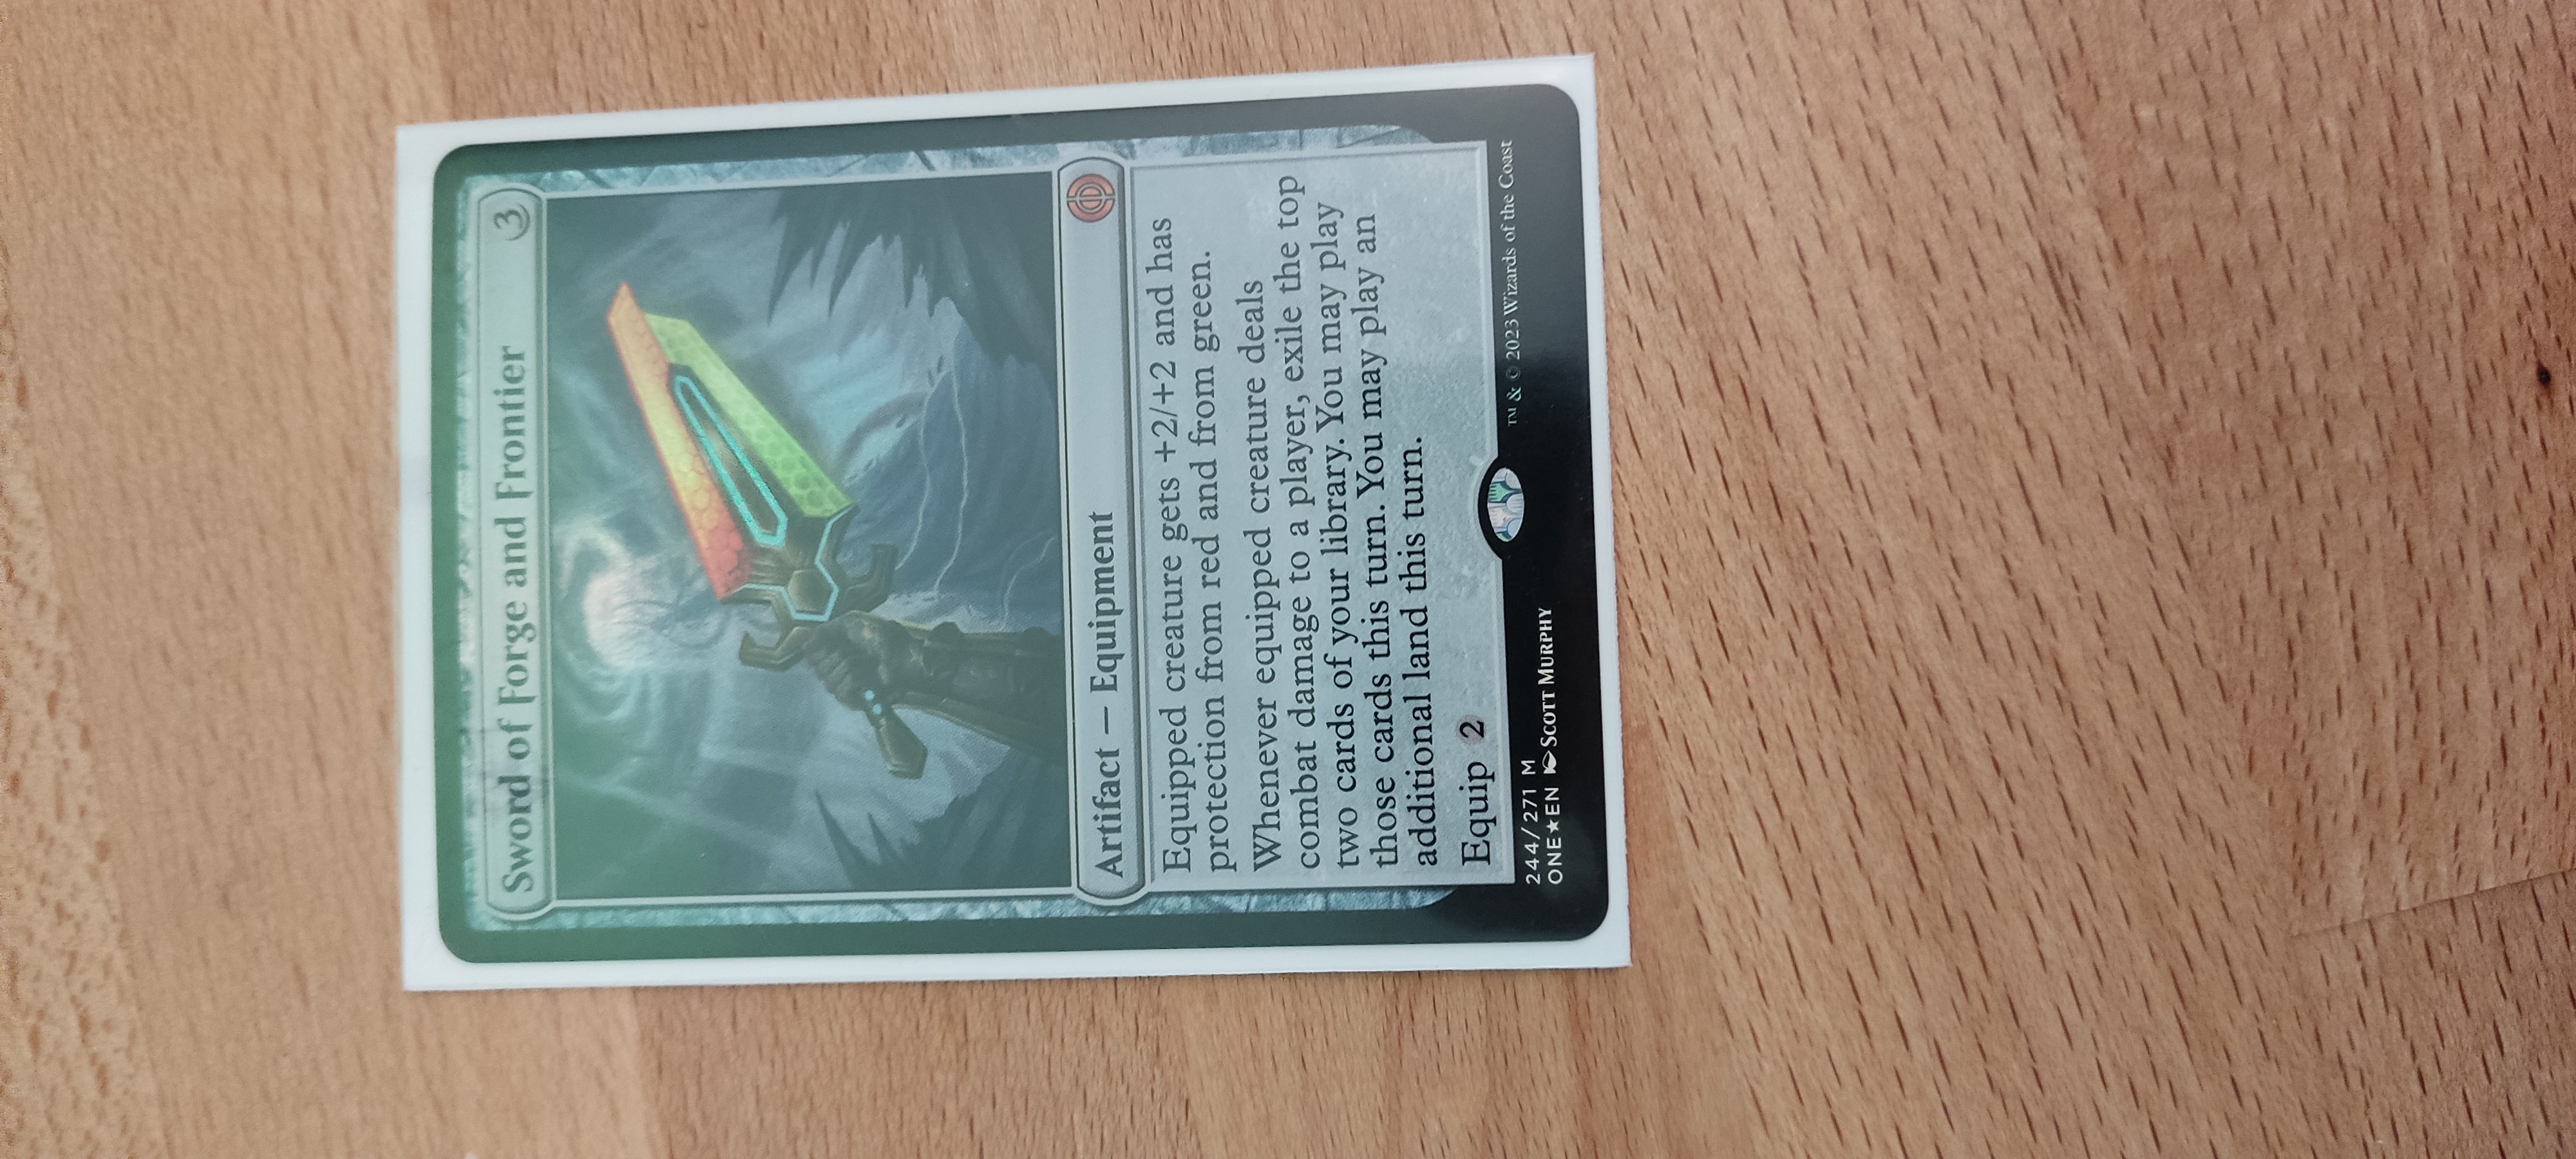 Sword of Forge and Frontier 3
Artifact — Equipment
Equipped creature gets +2/+2 and has
protection from red and from green.
Whenever equipped creature deals
combat damage to a player, exile the top
two cards of your library. You may play
those cards this turn. You may play an
additional land this turn.
Equip 2
244/271 M
ONE★EN Scott Murphy
™ & © 2023 Wizards of the Coast